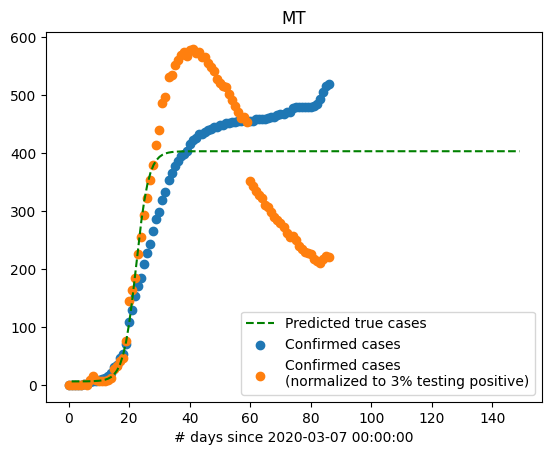 MT
600
500
400
300
200
100
0
Predicted true cases
Confirmed cases
Confirmed cases
(normalized to 3% testing positive)
0 20 40 60 80 100 120 140
# days since 2020-03-07 00:00:00